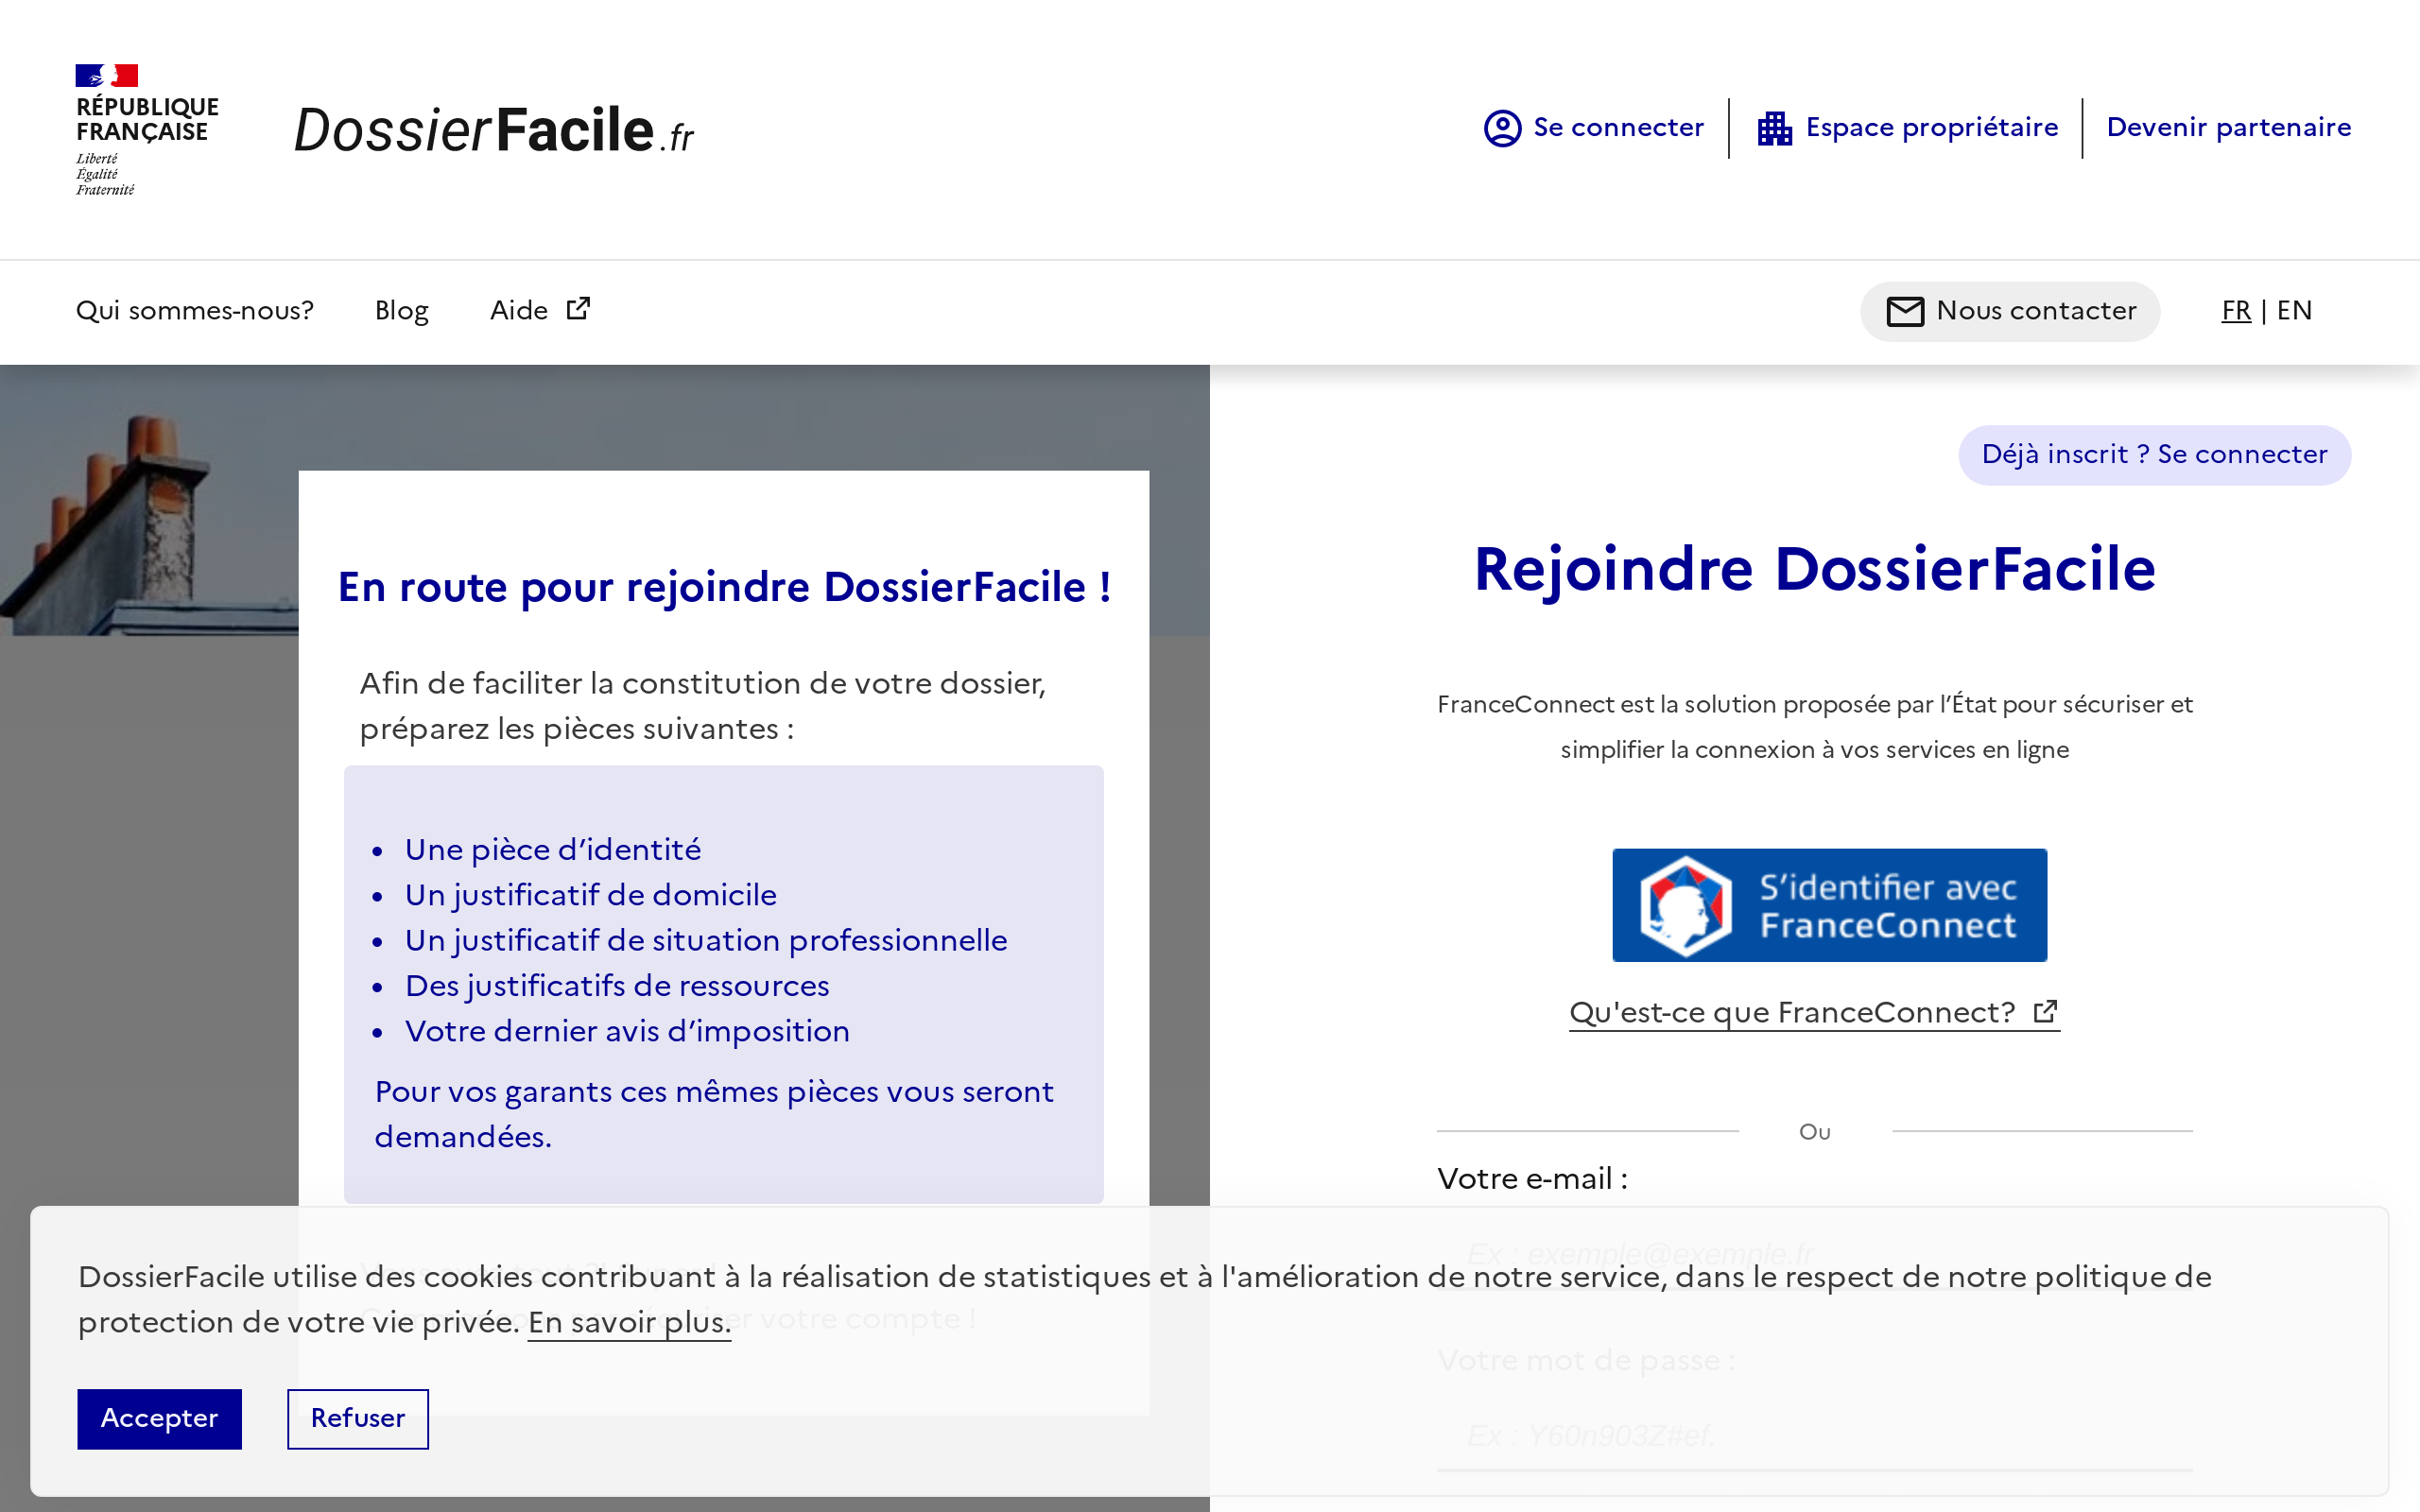 RÉPUBLIQUE
FRANÇAISE
Liberté
Égalité
Fraternité
DossierFacile.fr
Se connecter
Espace propriétaire
Devenir partenaire
Qui sommes-nous?
Blog
Aide
Nous contacter
FR | EN
En route pour rejoindre DossierFacile !
Afin de faciliter la constitution de votre dossier,
préparez les pièces suivantes :
• Une pièce d’identité
• Un justificatif de domicile
• Un justificatif de situation professionnelle
• Des justificatifs de ressources
• Votre dernier avis d’imposition
Pour vos garants ces mêmes pièces vous seront
demandées.
Déjà inscrit ? Se connecter
Rejoindre DossierFacile
FranceConnect est la solution proposée par l’État pour sécuriser et
simplifier la connexion à vos services en ligne
S’identifier avec
FranceConnect
Qu'est-ce que FranceConnect?
Ou
Votre e-mail :
Ex : exemple@exemple.fr
Votre mot de passe :
Ex : Y60n903Z#ef.
DossierFacile utilise des cookies contribuant à la réalisation de statistiques et à l'amélioration de notre service, dans le respect de notre politique de
protection de votre vie privée. En savoir plus.
votre compte !
Accepter
Refuser